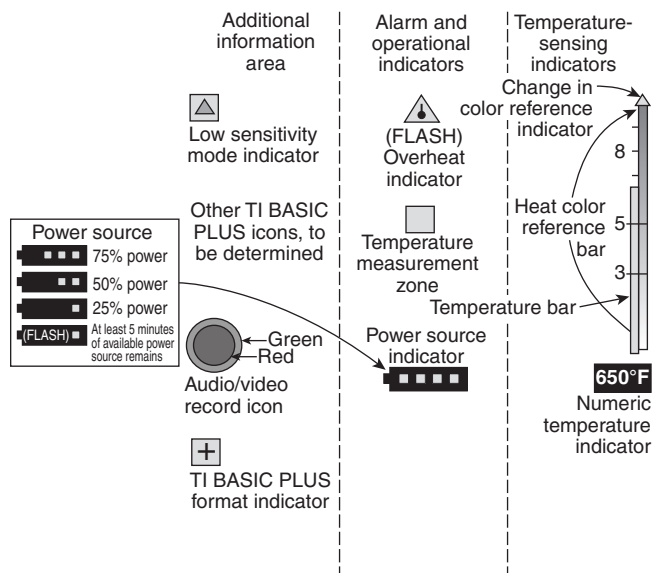 Additional
information
area
Low sensitivity
mode indicator
Other TI BASIC
PLUS icons, to
be determined
Power source
75% power
50% power
25% power
(FLASH)
At least 5 minutes
of available power
source remains
Green
Red
Audio/video
record icon
TI BASIC PLUS
format indicator
Alarm and
operational
indicators
(FLASH)
Overheat
indicator
Temperature
measurement
zone
Power source
indicator
Temperature-
sensing
indicators
Change in
color reference
indicator
8
Heat color
reference
bar
5
3
Temperature bar
650°F
Numeric
temperature
indicator